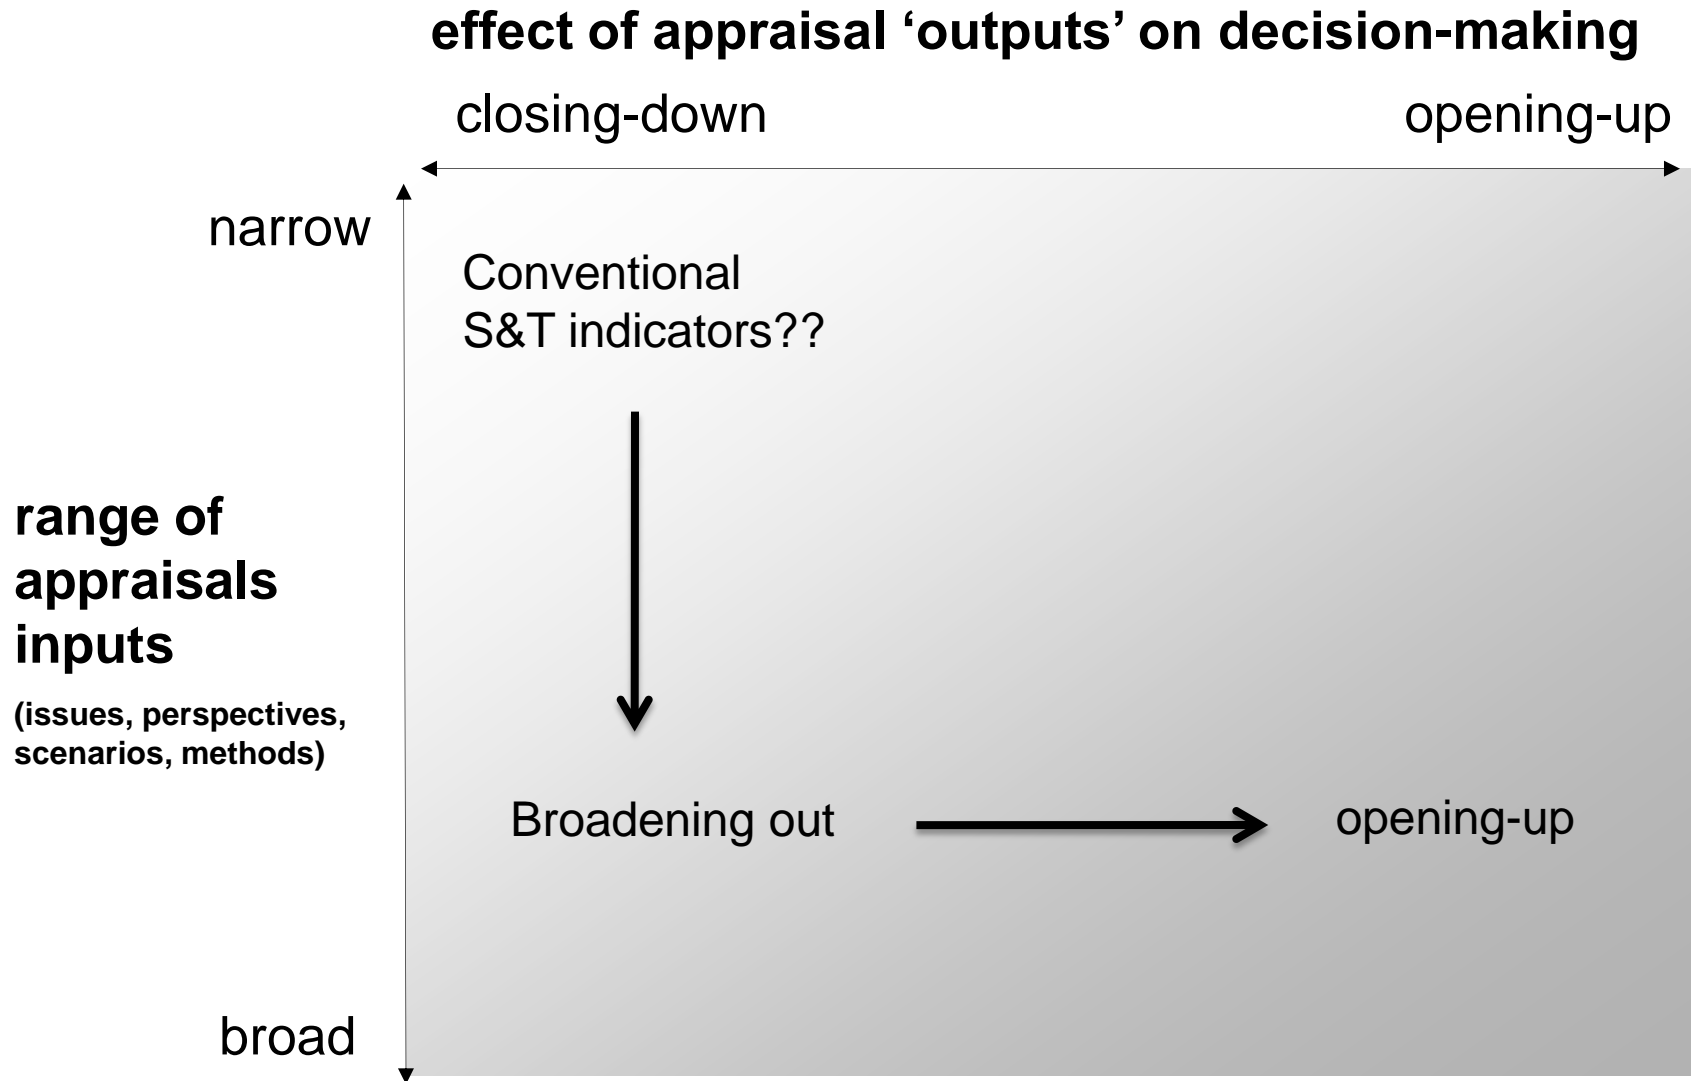 effect of appraisal ‘outputs’ on decision-making
closing-down
opening-up
narrow
Conventional
S&T indicators??
range of
appraisals
inputs
(issues, perspectives,
scenarios, methods)
Broadening out
opening-up
broad